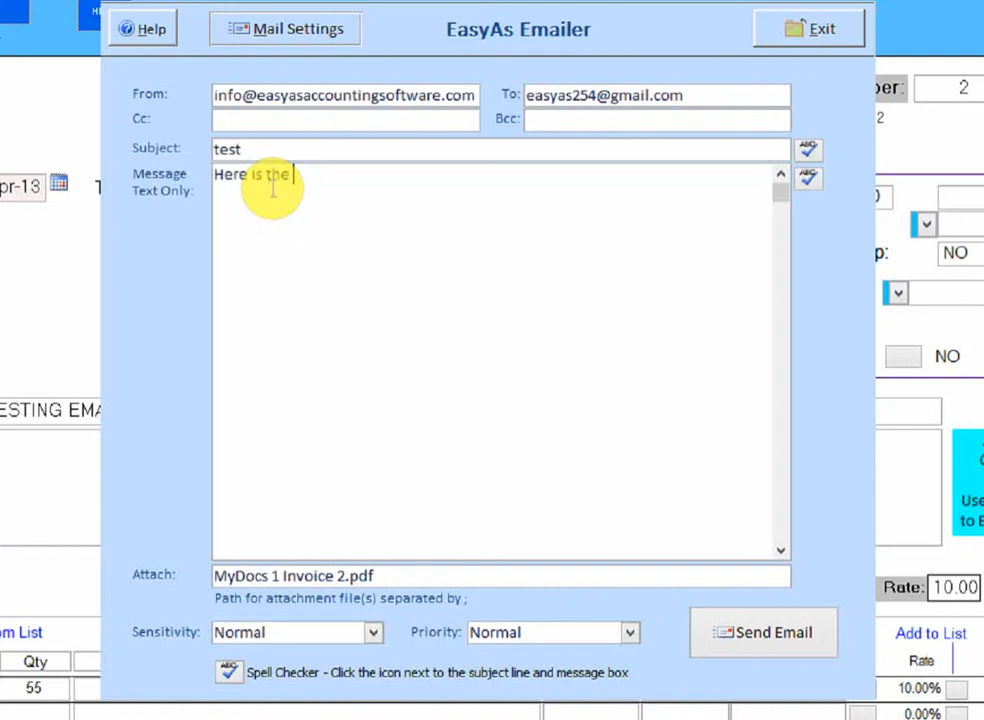 Help
Mail Settings
EasyAs Emailer
Exit
From: info@easyasaccountingsoftware.com To: easyas254@gmail.com
Cc: Bcc:
Subject: test
Message
Text Only:
Here is the
2
2
pr-13
NO
NO
ESTING EMA
Use
to E
Attach: MyDocs 1 Invoice 2.pdf
Path for attachment file(s) separated by ;
Rate: 10.00
Sensitivity: Normal Priority: Normal Send Email
om List
Add to List
Qty
Rate
Spell Checker - Click the icon next to the subject line and message box
55
10.00%
0.00%